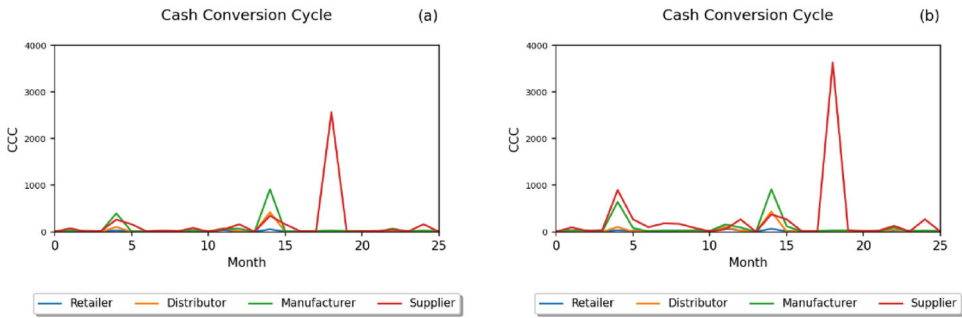 Cash Conversion Cycle (a)
4000
3000
2000
1000
0
CCC
0 5 10 15 20 25
Month
Retailer Distributor Manufacturer Supplier
Cash Conversion Cycle (b)
4000
3000
2000
1000
0
CCC
0 5 10 15 20 25
Month
Retailer Distributor Manufacturer Supplier